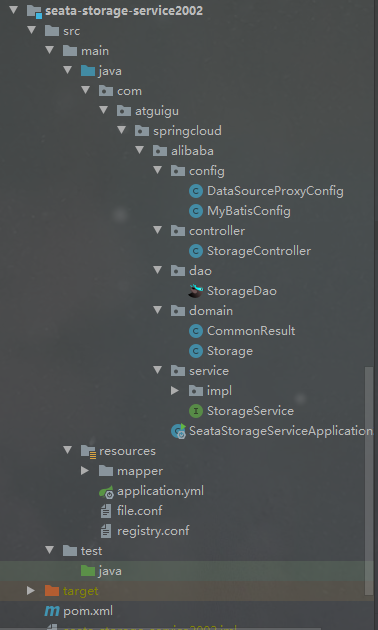 seata-storage-service2002
src
main
java
com
atguigu
springcloud
alibaba
config
DataSourceProxyConfig
MyBatisConfig
controller
StorageController
dao
StorageDao
domain
CommonResult
Storage
service
impl
StorageService
SeataStorageServiceApplication
resources
mapper
application.yml
file.conf
registry.conf
test
java
target
pom.xml